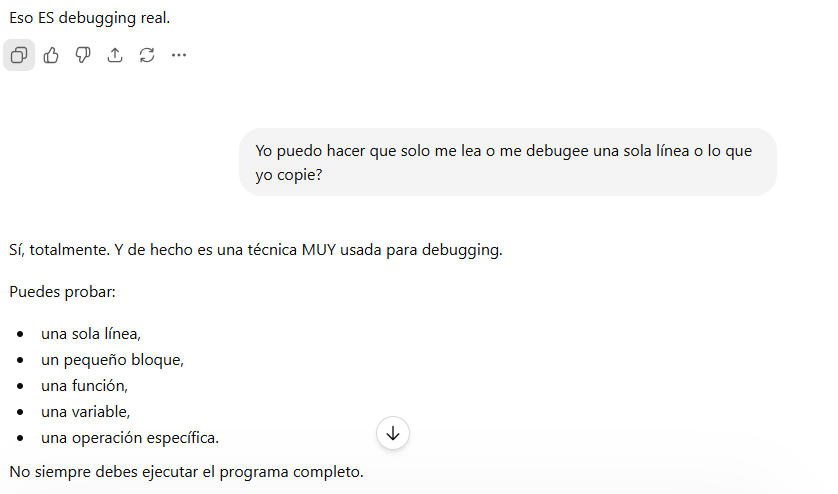 Eso ES debugging real.
Yo puedo hacer que solo me lea o me debugee una sola línea o lo que
yo copie?
Sí, totalmente. Y de hecho es una técnica MUY usada para debugging.
Puedes probar:
una sola línea,
un pequeño bloque,
una función,
una variable,
una operación específica.
No siempre debes ejecutar el programa completo.